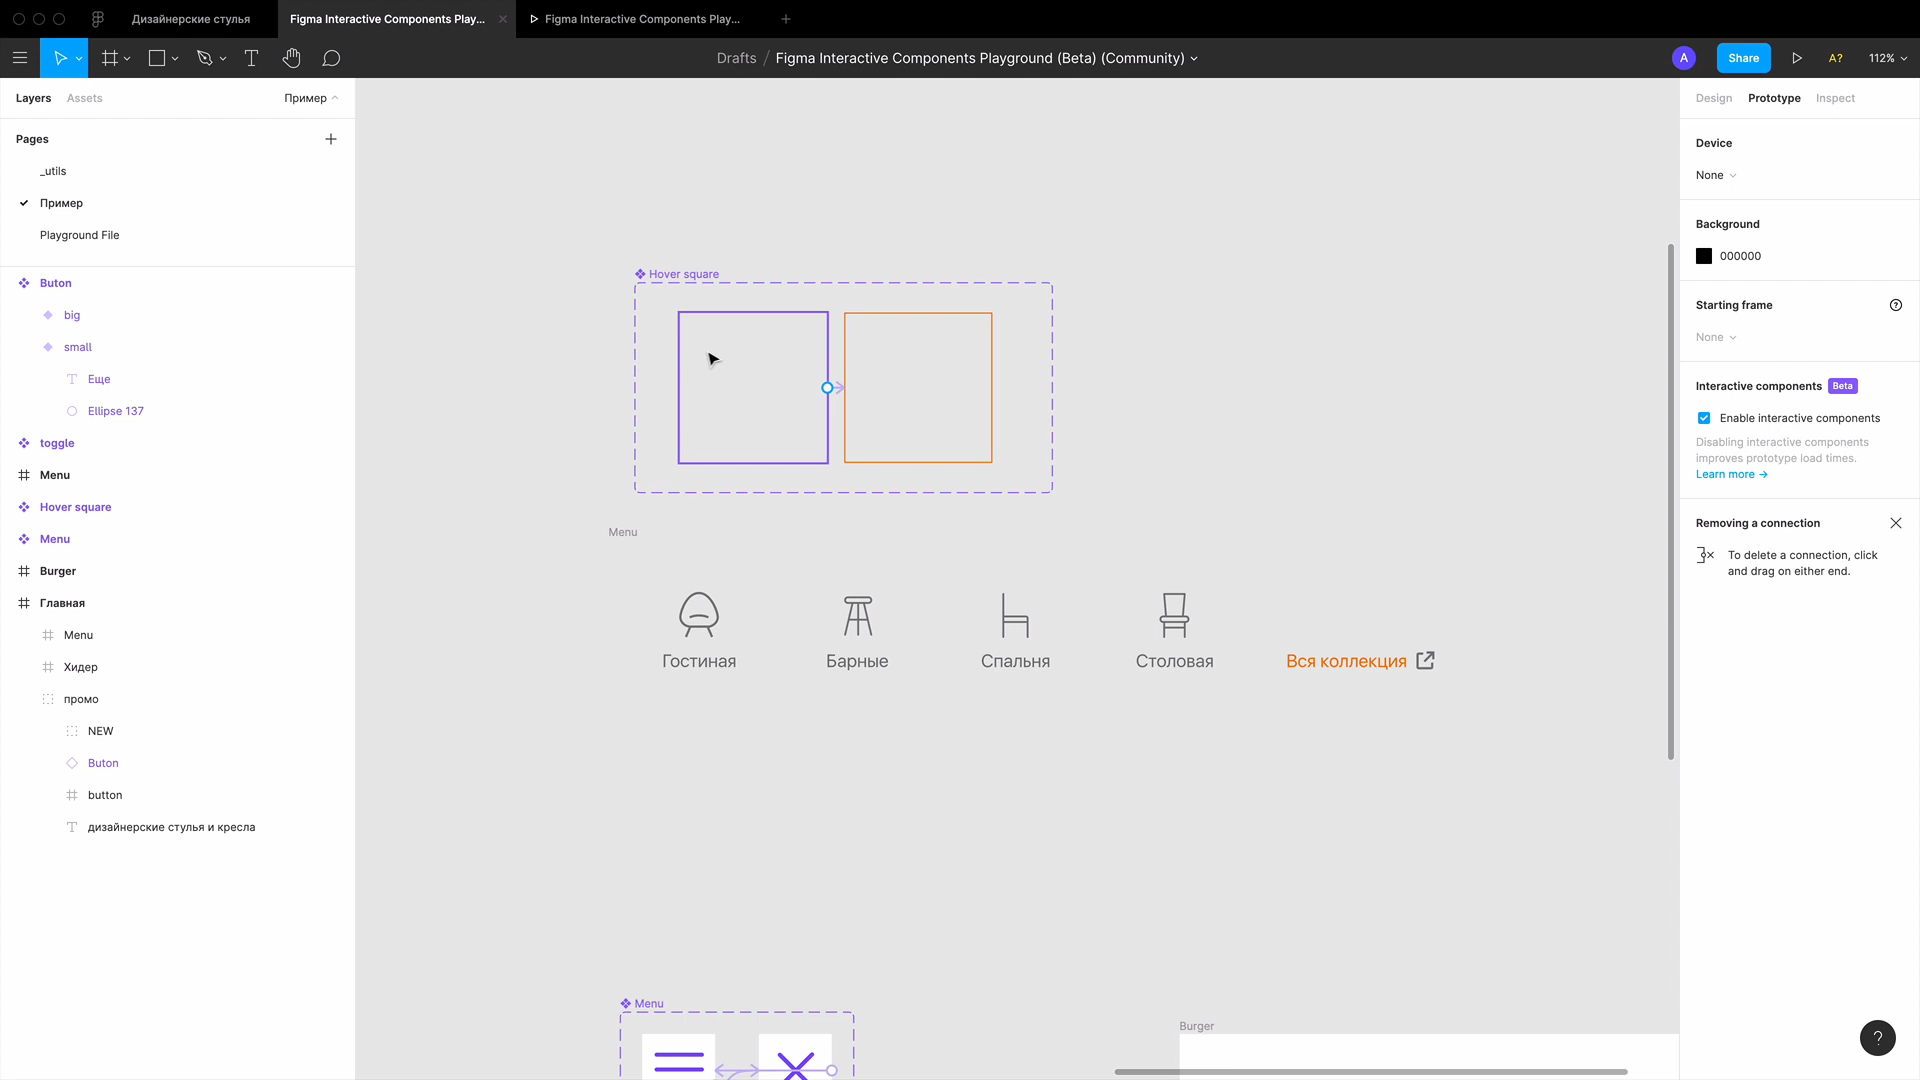 Дизайнерские стулья
Figma Interactive Components Play...
Figma Interactive Components Play...
Drafts / Figma Interactive Components Playground (Beta) (Community)
A
Share
A?
112%
Layers
Assets
Пример
Pages
_utils
Пример
Playground File
Buton
big
small
Еще
Ellipse 137
toggle
Menu
Hover square
Menu
Burger
Главная
Menu
Хидер
промо
NEW
Buton
button
дизайнерские стулья и кресла
Hover square
Menu
Гостиная
Барные
Спальня
Столовая
Вся коллекция
Menu
Burger
Design
Prototype
Inspect
Device
None
Background
000000
Starting frame
None
Interactive components
Beta
Enable interactive components
Disabling interactive components
improves prototype load times.
Learn more →
Removing a connection
To delete a connection, click
and drag on either end.
?